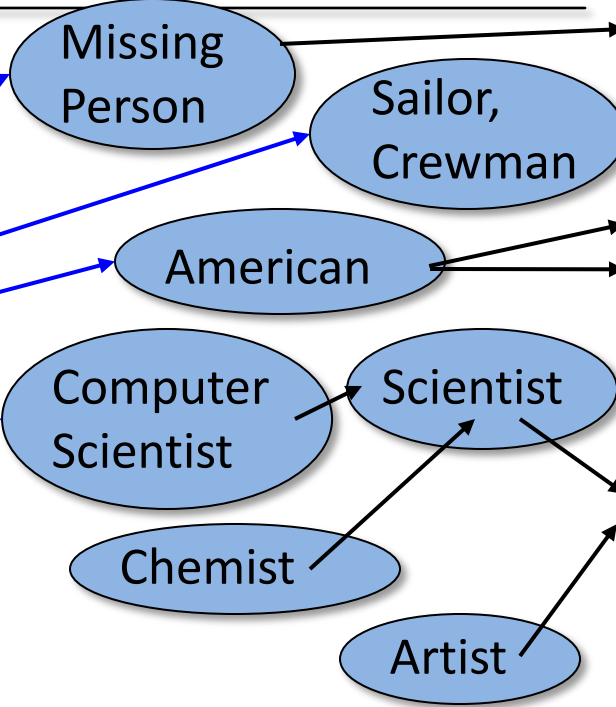 Missing
Person
Sailor,
Crewman
American
Computer
Scientist
Scientist
Chemist
Artist